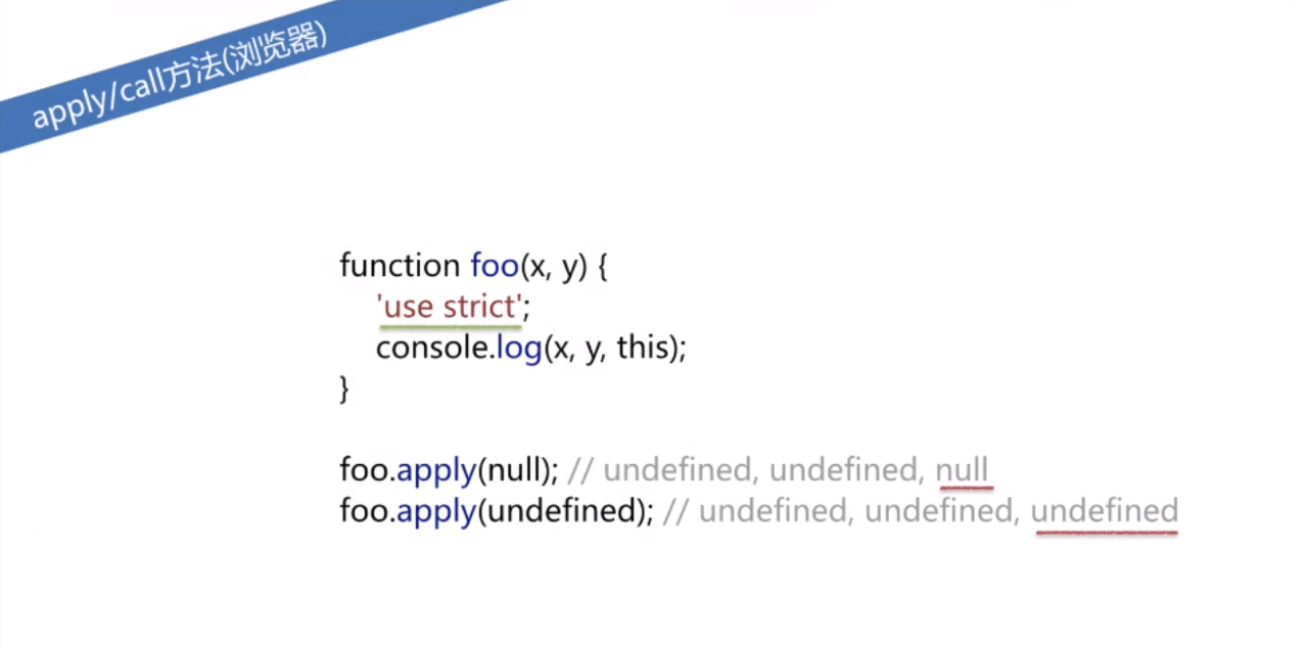 apply/call方法(浏览器)
function foo(x, y) {
'use strict';
console.log(x, y, this);
}
foo.apply(null); // undefined, undefined, null
foo.apply(undefined); // undefined, undefined, undefined